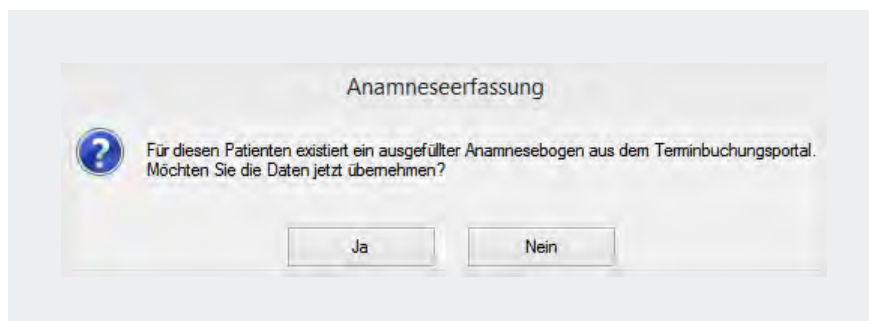 Anamneseerfassung
Für diesen Patienten existiert ein ausgefüllter Anamnesebogen aus dem Terminbuchungsportal.
Möchten Sie die Daten jetzt übernehmen?
Ja
Nein